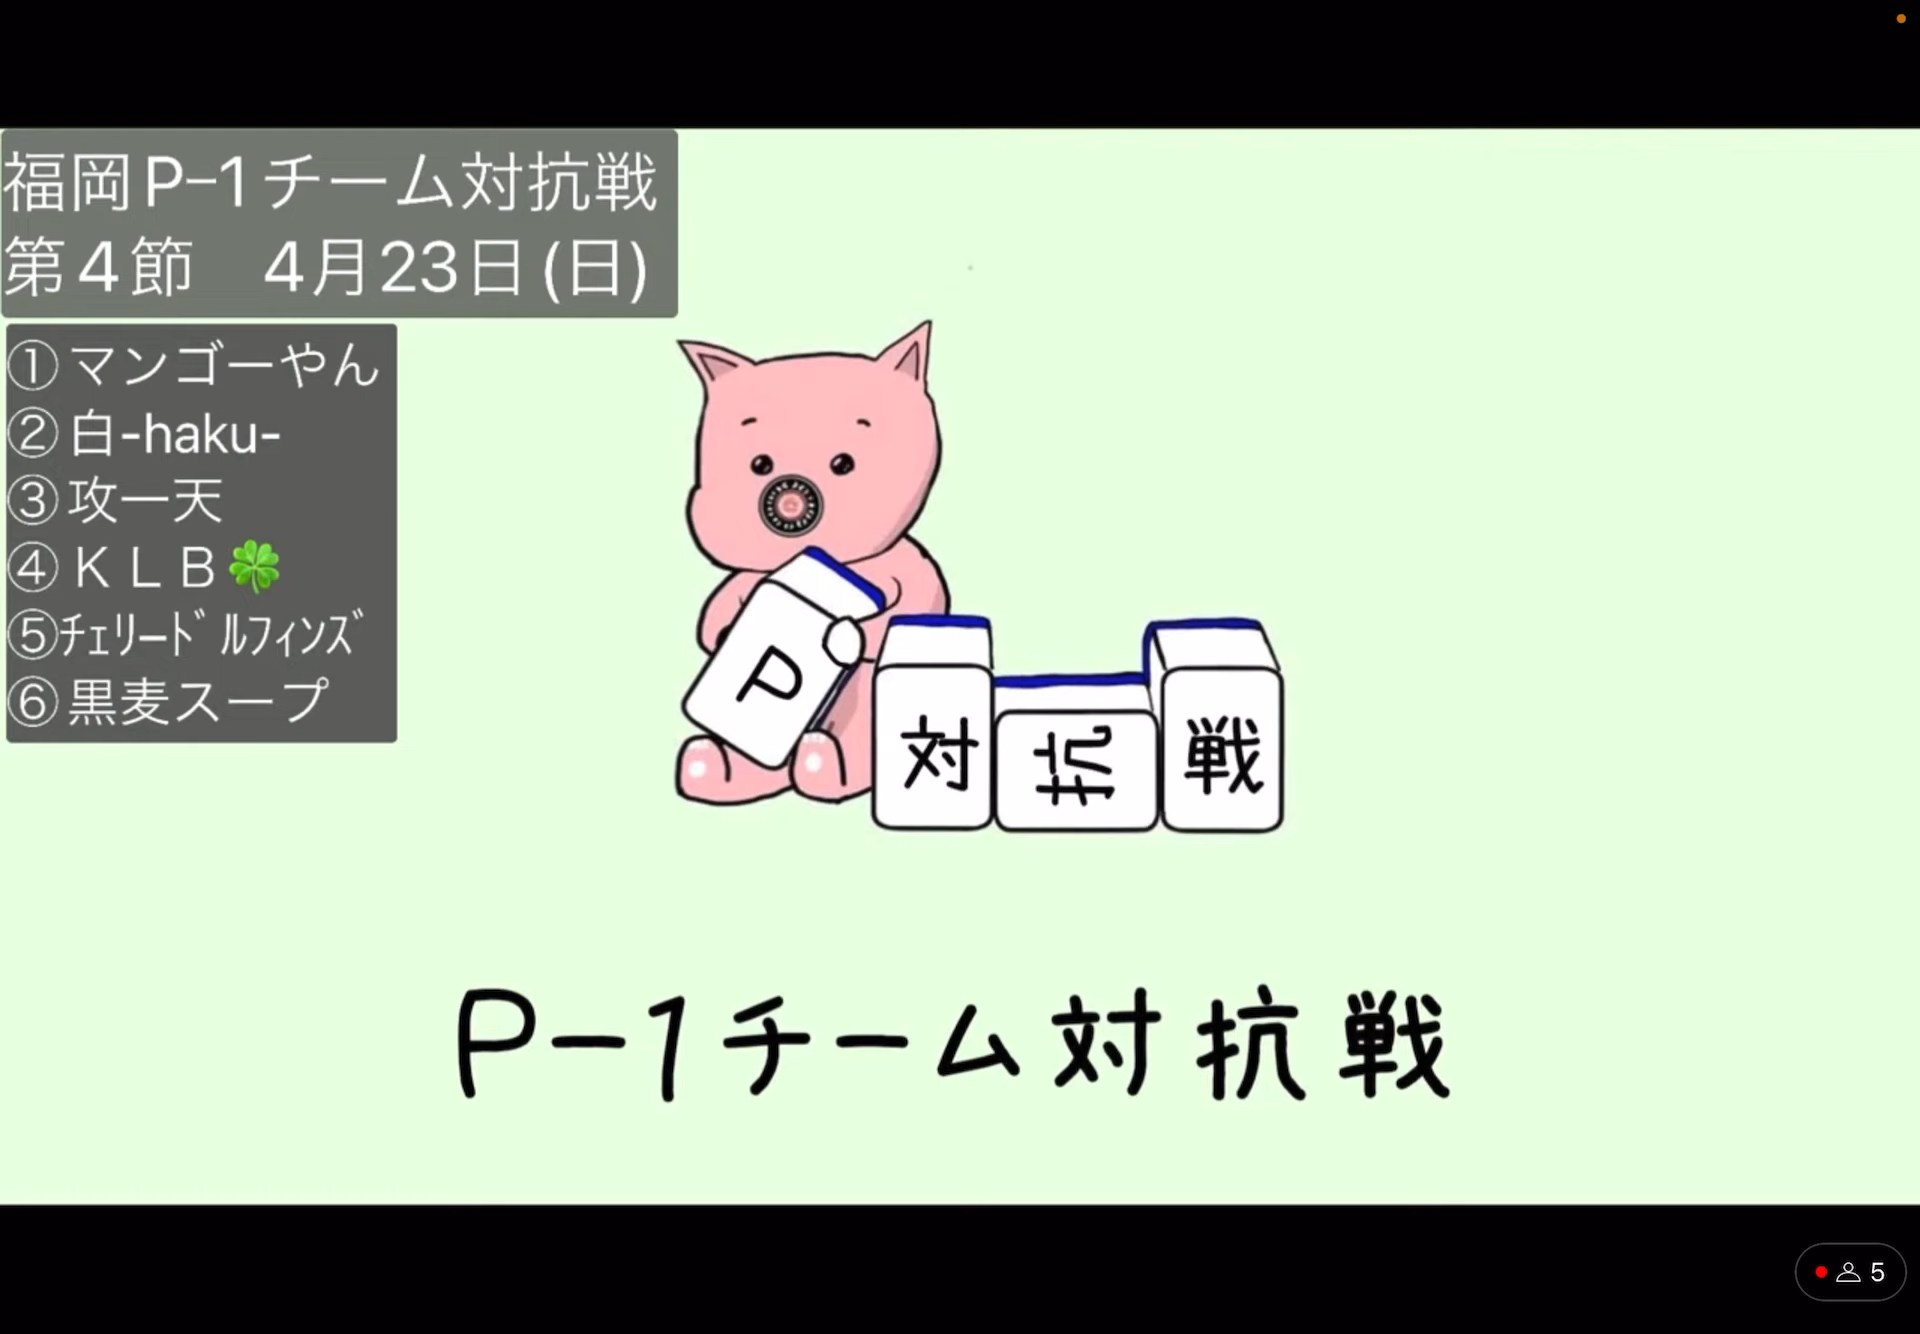 福岡P-1チーム対抗戦
第4節　4月23日(日)
①マンゴーやん
②白-haku-
③攻一天
④ＫＬＢ🍀
⑤ﾁｪﾘｰﾄﾞﾙﾌｨﾝｽﾞ
⑥黒麦スープ
P
対
抗
戦
P-1チーム対抗戦
5